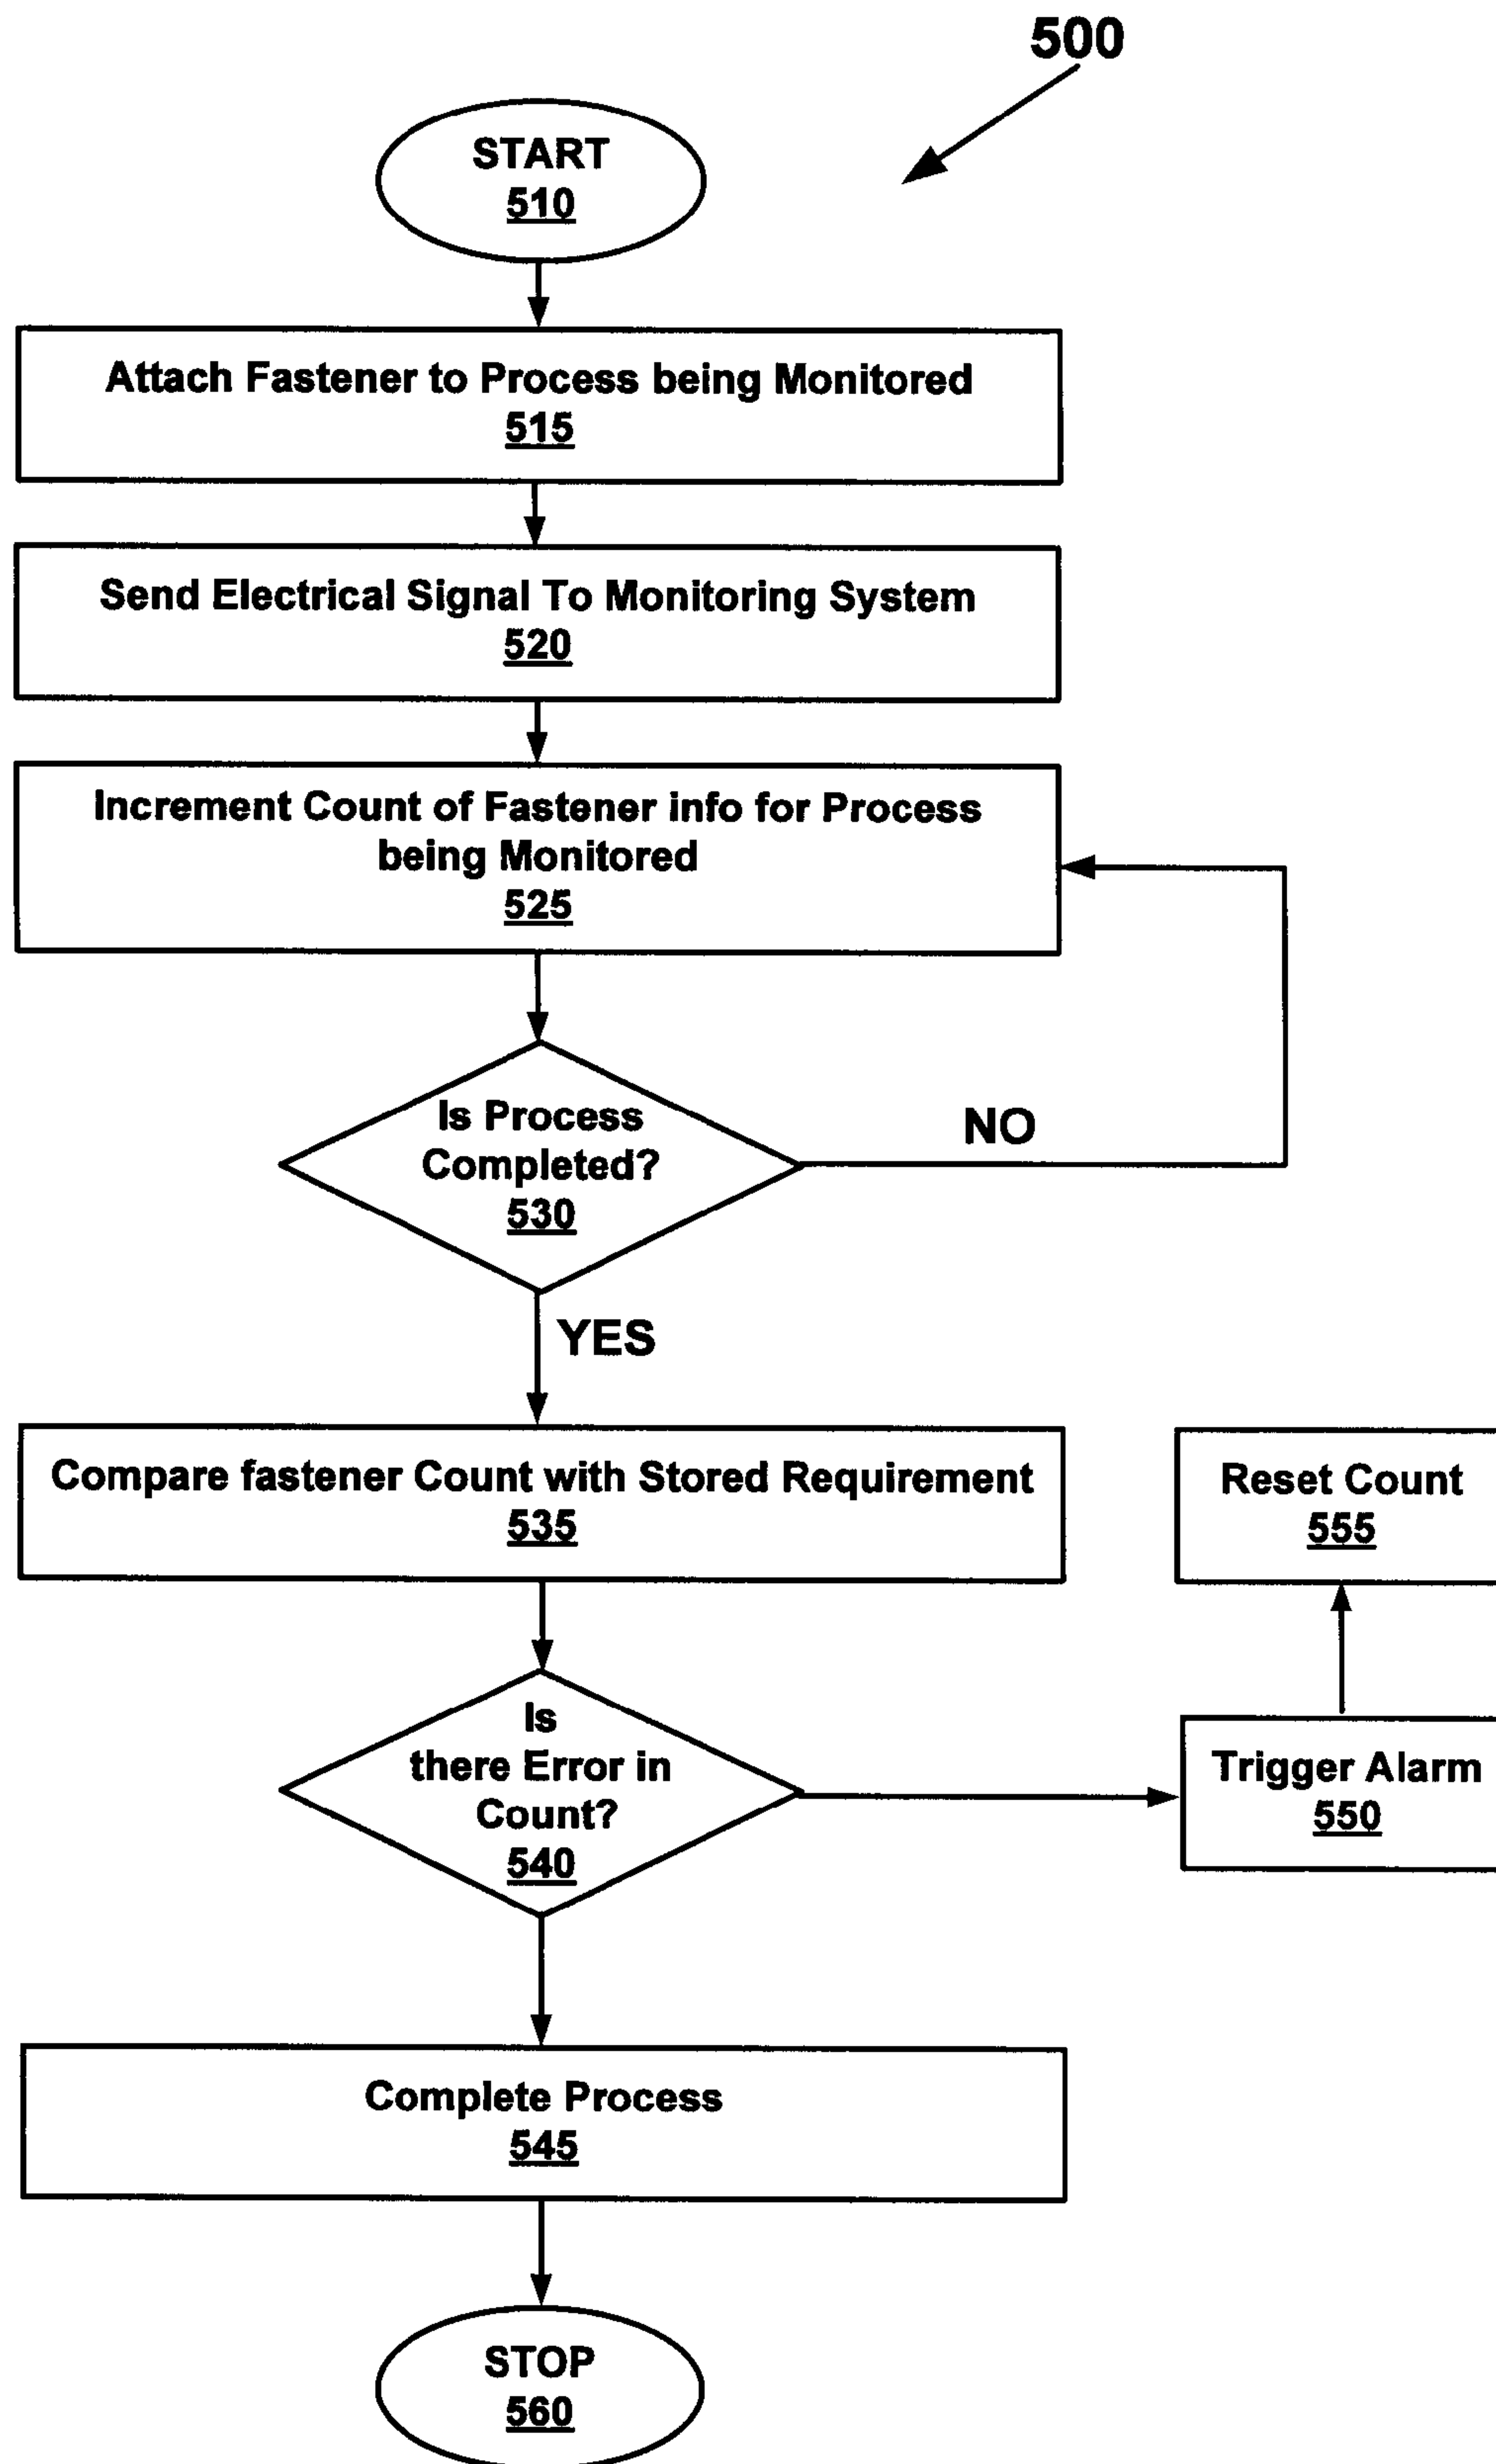 500
START
510
Attach Fastener to Process being Monitored
515
Send Electrical Signal To Monitoring System
520
Increment Count of Fastener info for Process
being Monitored
525
Is Process
Completed?
530
NO
YES
Compare fastener Count with Stored Requirement
535
Reset Count
555
Is
there Error in
Count?
540
Trigger Alarm
550
Complete Process
545
STOP
560